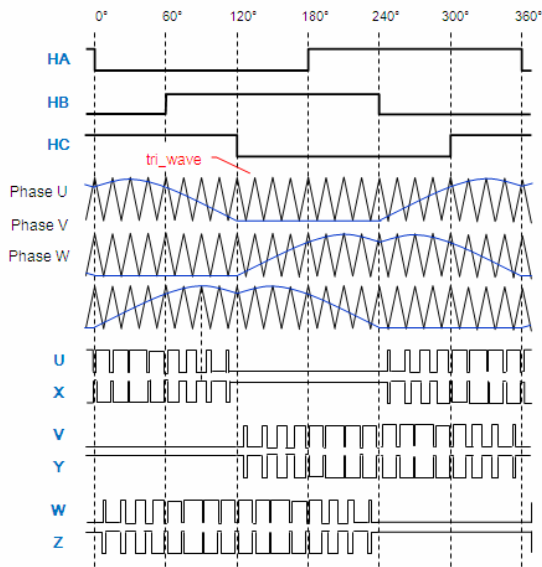 0° 60° 120° 180° 240° 300° 360°
HA
HB
HC
tri_wave
Phase U
Phase V
Phase W
U
X
V
Y
W
Z